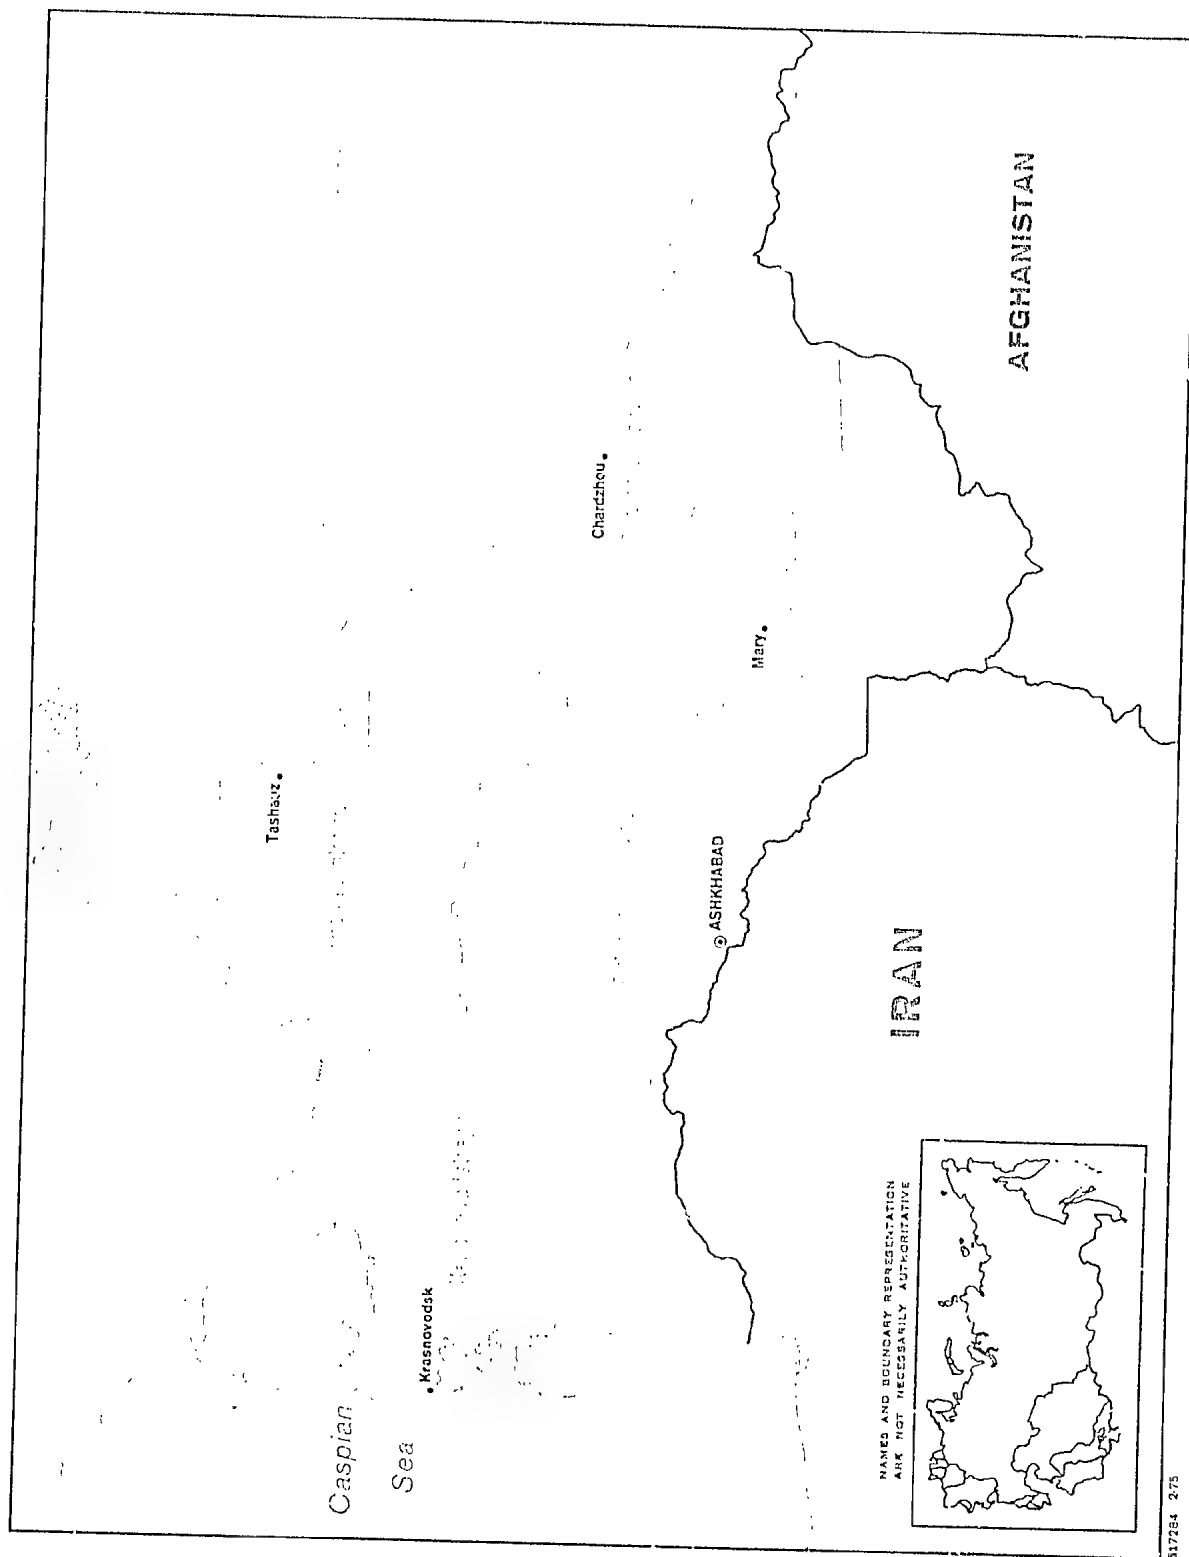 Tashauz
Chardzhou
Krasnovodsk
Caspian
Sea
Mary
ASHKHABAD
IRAN
AFGHANISTAN
NAMES AND BOUNDARY REPRESENTATION
ARE NOT NECESSARILY AUTHORITATIVE
517284 2-75